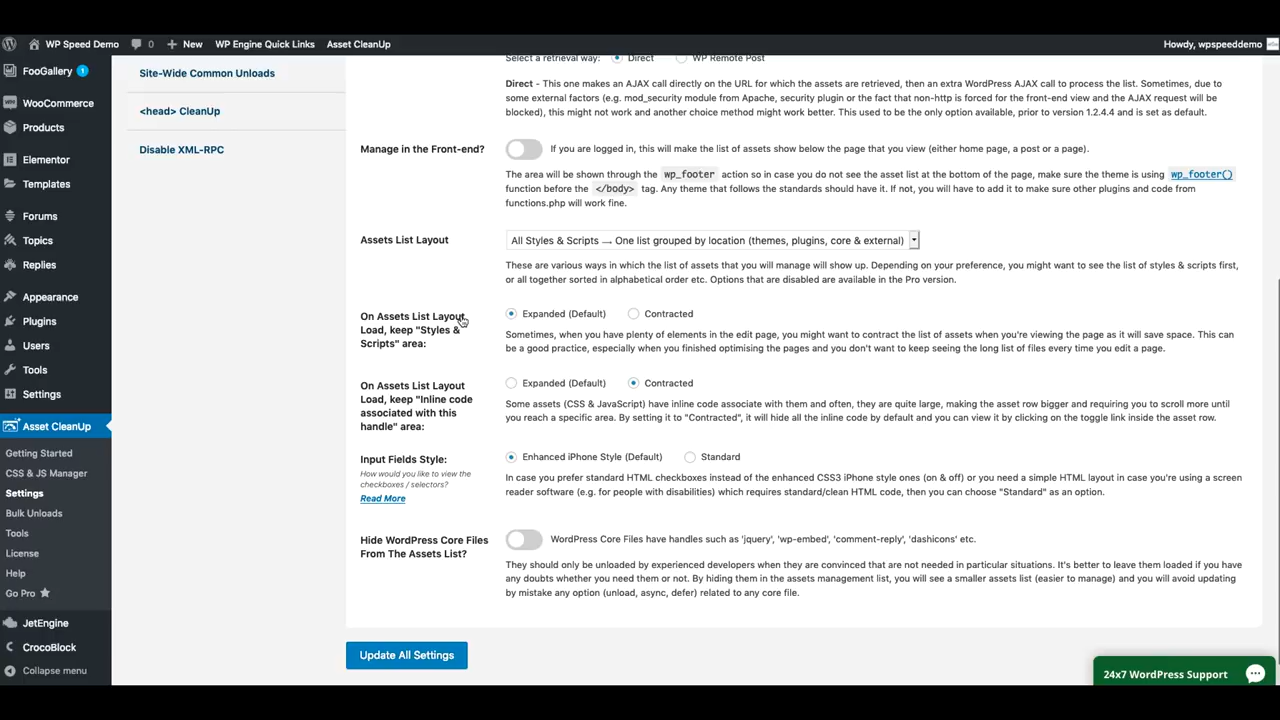 WP Speed Demo
0
New
WP Engine Quick Links
Asset CleanUp
Howdy, wpspeeddemo
FooGallery 1
WooCommerce
Products
Elementor
Templates
Forums
Topics
Replies
Appearance
Plugins
Users
Tools
Settings
Asset CleanUp
Getting Started
CSS & JS Manager
Settings
Bulk Unloads
Tools
License
Help
Go Pro
JetEngine
CrocoBlock
Collapse menu
Site-Wide Common Unloads
<head> CleanUp
Disable XML-RPC
Select a retrieval way: Direct WP Remote Post
Direct - This one makes an AJAX call directly on the URL for which the assets are retrieved, then an extra WordPress AJAX call to process the list. Sometimes, due to
some external factors (e.g. mod_security module from Apache, security plugin or the fact that non-http is forced for the front-end view and the AJAX request will be
blocked), this might not work and another choice method might work better. This used to be the only option available, prior to version 1.2.4.4 and is set as default.
Manage in the Front-end?
If you are logged in, this will make the list of assets show below the page that you view (either home page, a post or a page).
The area will be shown through the wp_footer action so in case you do not see the asset list at the bottom of the page, make sure the theme is using wp_footer()
function before the </body> tag. Any theme that follows the standards should have it. If not, you will have to add it to make sure other plugins and code from
functions.php will work fine.
Assets List Layout
All Styles & Scripts → One list grouped by location (themes, plugins, core & external)
These are various ways in which the list of assets that you will manage will show up. Depending on your preference, you might want to see the list of styles & scripts first,
or all together sorted in alphabetical order etc. Options that are disabled are available in the Pro version.
On Assets List Layout
Load, keep "Styles &
Scripts" area:
Expanded (Default) Contracted
Sometimes, when you have plenty of elements in the edit page, you might want to contract the list of assets when you're viewing the page as it will save space. This can
be a good practice, especially when you finished optimising the pages and you don't want to keep seeing the long list of files every time you edit a page.
On Assets List Layout
Load, keep "Inline code
associated with this
handle" area:
Expanded (Default) Contracted
Some assets (CSS & JavaScript) have inline code associate with them and often, they are quite large, making the asset row bigger and requiring you to scroll more until
you reach a specific area. By setting it to "Contracted", it will hide all the inline code by default and you can view it by clicking on the toggle link inside the asset row.
Input Fields Style:
How would you like to view the
checkboxes / selectors?
Read More
Enhanced iPhone Style (Default) Standard
In case you prefer standard HTML checkboxes instead of the enhanced CSS3 iPhone style ones (on & off) or you need a simple HTML layout in case you're using a screen
reader software (e.g. for people with disabilities) which requires standard/clean HTML code, then you can choose "Standard" as an option.
Hide WordPress Core Files
From The Assets List?
WordPress Core Files have handles such as 'jquery', 'wp-embed', 'comment-reply', 'dashicons' etc.
They should only be unloaded by experienced developers when they are convinced that are not needed in particular situations. It's better to leave them loaded if you have
any doubts whether you need them or not. By hiding them in the assets management list, you will see a smaller assets list (easier to manage) and you will avoid updating
by mistake any option (unload, async, defer) related to any core file.
Update All Settings
24x7 WordPress Support